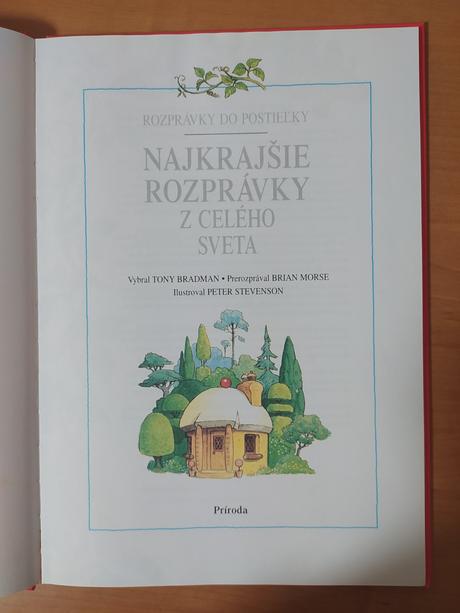 ROZPRÁVKY DO POSTIEĽKY
NAJKRAJŠIE
ROZPRÁVKY
Z CELÉHO
SVETA
Vybral TONY BRADMAN • Prerozprával BRIAN MORSE
Ilustroval PETER STEVENSON
Príroda